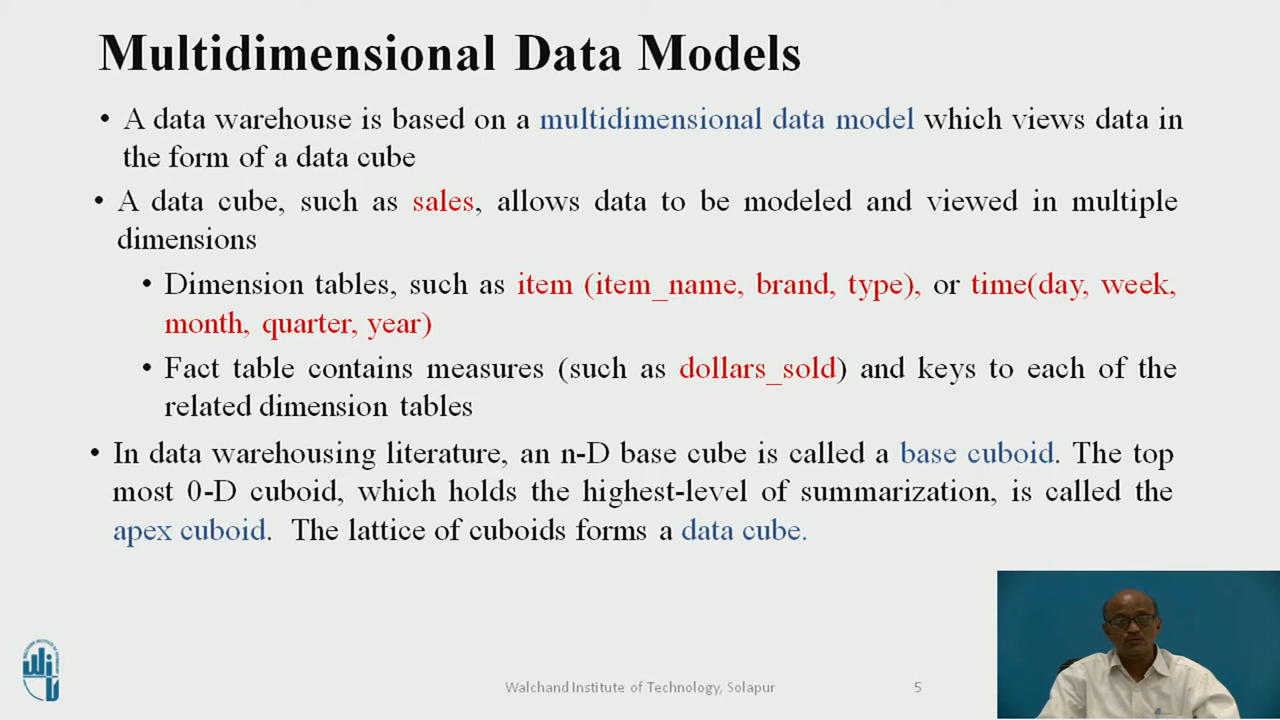 Multidimensional Data Models
• A data warehouse is based on a multidimensional data model which views data in
the form of a data cube
• A data cube, such as sales, allows data to be modeled and viewed in multiple
dimensions
• Dimension tables, such as item (item_name, brand, type), or time(day, week,
month, quarter, year)
• Fact table contains measures (such as dollars_sold) and keys to each of the
related dimension tables
• In data warehousing literature, an n-D base cube is called a base cuboid. The top
most 0-D cuboid, which holds the highest-level of summarization, is called the
apex cuboid. The lattice of cuboids forms a data cube.
Walchand Institute of Technology, Solapur 5